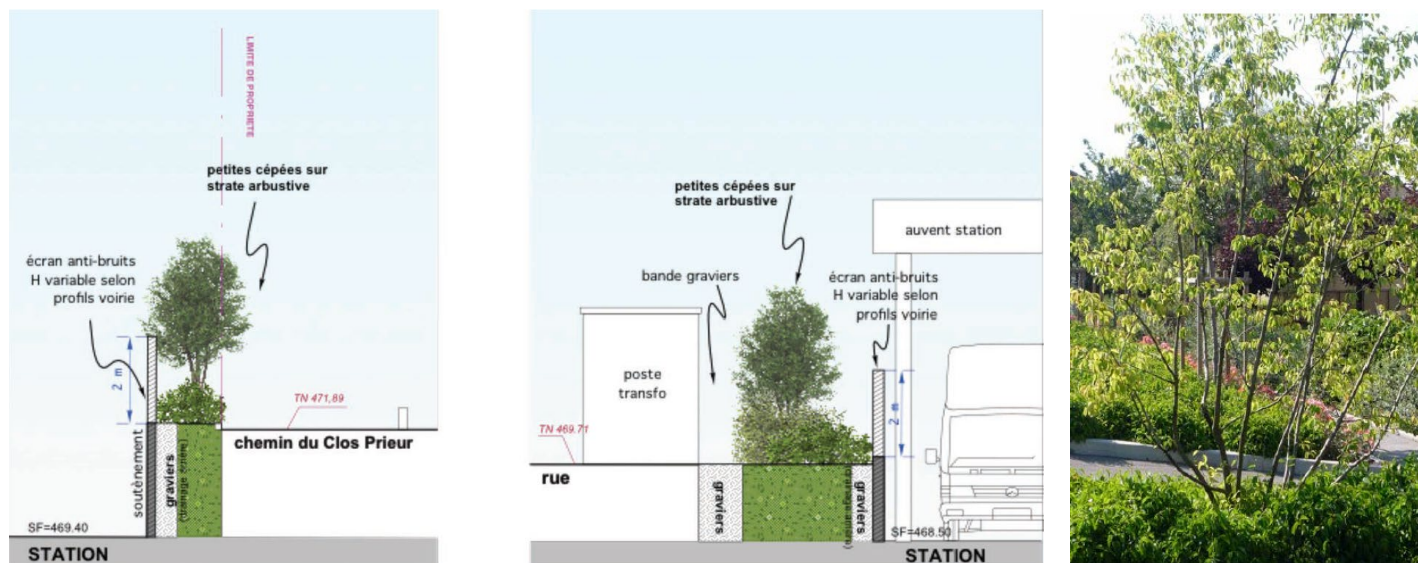 LIMITE DE PROPRIETE
petites cépées sur
strate arbustive
écran anti-bruits
H variable selon
profils voirie
2 m
TN 471,89
chemin du Clos Prieur
soutènement
graviers
SF=469.40
STATION
petites cépées sur
strate arbustive
auvent station
bande graviers
écran anti-bruits
H variable selon
profils voirie
poste
transfo
2 m
TN 469.71
rue
graviers
graviers
SF=468.50
STATION